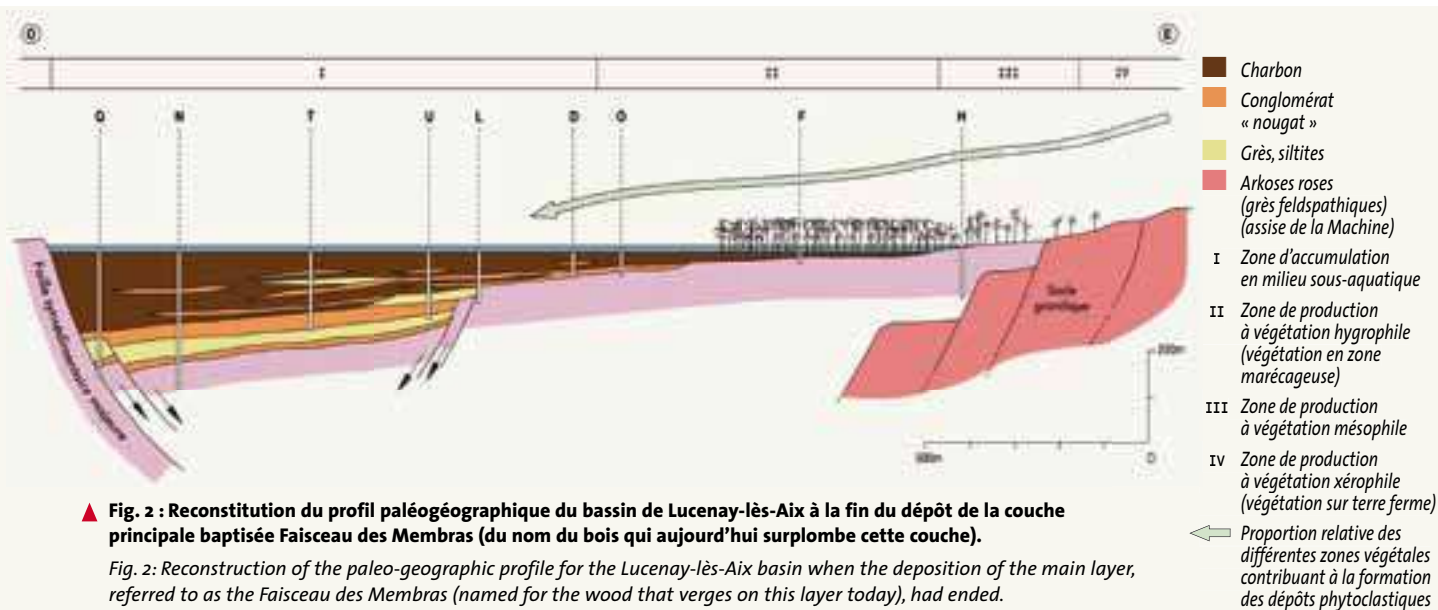 O
E
I
II
III
IV
Q
N
T
U
L
D
O
F
H
Faille synsédimentaire majeure
Socle
granitique
200m
500m
O
Charbon
Conglomérat
« nougat »
Grès, siltites
Arkoses roses
(grès feldspathiques)
(assise de la Machine)
I Zone d'accumulation
en milieu sous-aquatique
II Zone de production
à végétation hygrophile
(végétation en zone
marécageuse)
III Zone de production
à végétation mésophile
IV Zone de production
à végétation xérophile
(végétation sur terre ferme)
Proportion relative des
différentes zones végétales
contribuant à la formation
des dépôts phytoclastiques
Fig. 2 : Reconstitution du profil paléogéographique du bassin de Lucenay-lès-Aix à la fin du dépôt de la couche
principale baptisée Faisceau des Membras (du nom du bois qui aujourd'hui surplombe cette couche).
Fig. 2: Reconstruction of the paleo-geographic profile for the Lucenay-lès-Aix basin when the deposition of the main layer,
referred to as the Faisceau des Membras (named for the wood that verges on this layer today), had ended.